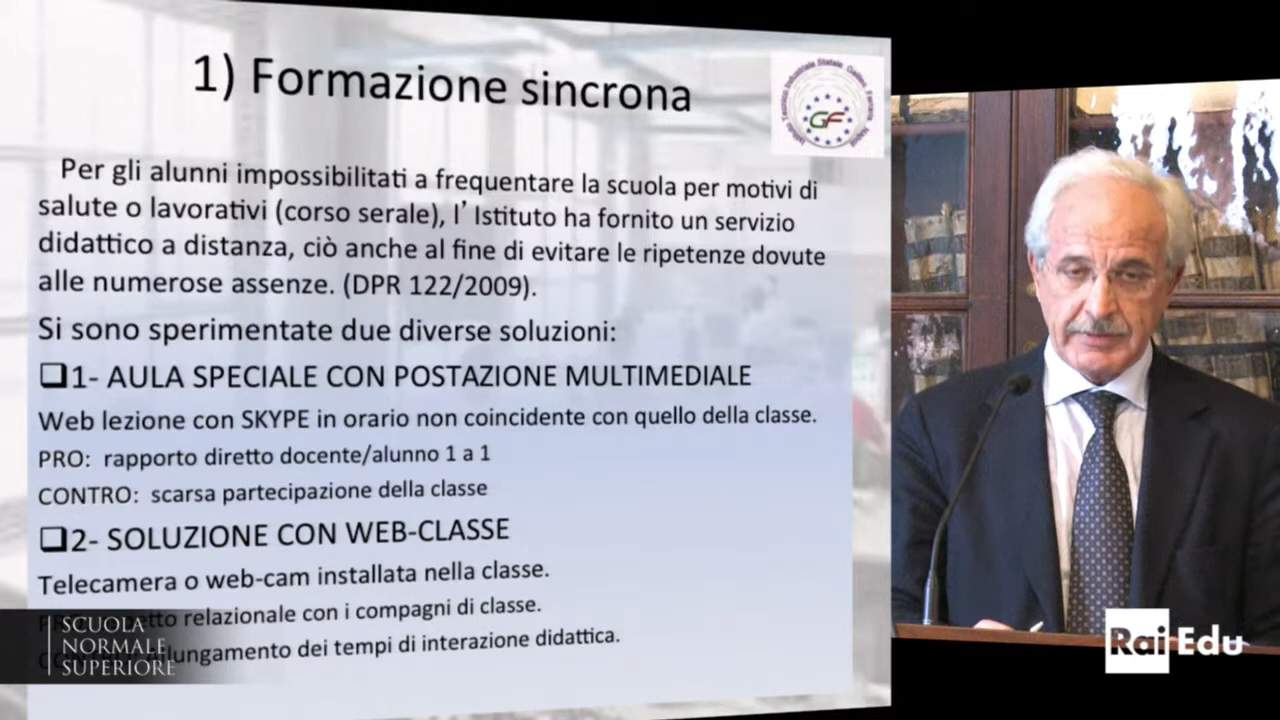 1) Formazione sincrona
GF
Per gli alunni impossibilitati a frequentare la scuola per motivi di
salute o lavorativi (corso serale), l' Istituto ha fornito un servizio
didattico a distanza, ciò anche al fine di evitare le ripetenze dovute
alle numerose assenze. (DPR 122/2009).
Si sono sperimentate due diverse soluzioni:
❑1- AULA SPECIALE CON POSTAZIONE MULTIMEDIALE
Web lezione con SKYPE in orario non coincidente con quello della classe.
PRO: rapporto diretto docente/alunno 1 a 1
CONTRO: scarsa partecipazione della classe
❑2- SOLUZIONE CON WEB-CLASSE
Telecamera o web-cam installata nella classe.
relazionale con i compagni di classe.
dei tempi di interazione didattica.
SCUOLA
NORMALE
SUPERIORE
Rai Edu